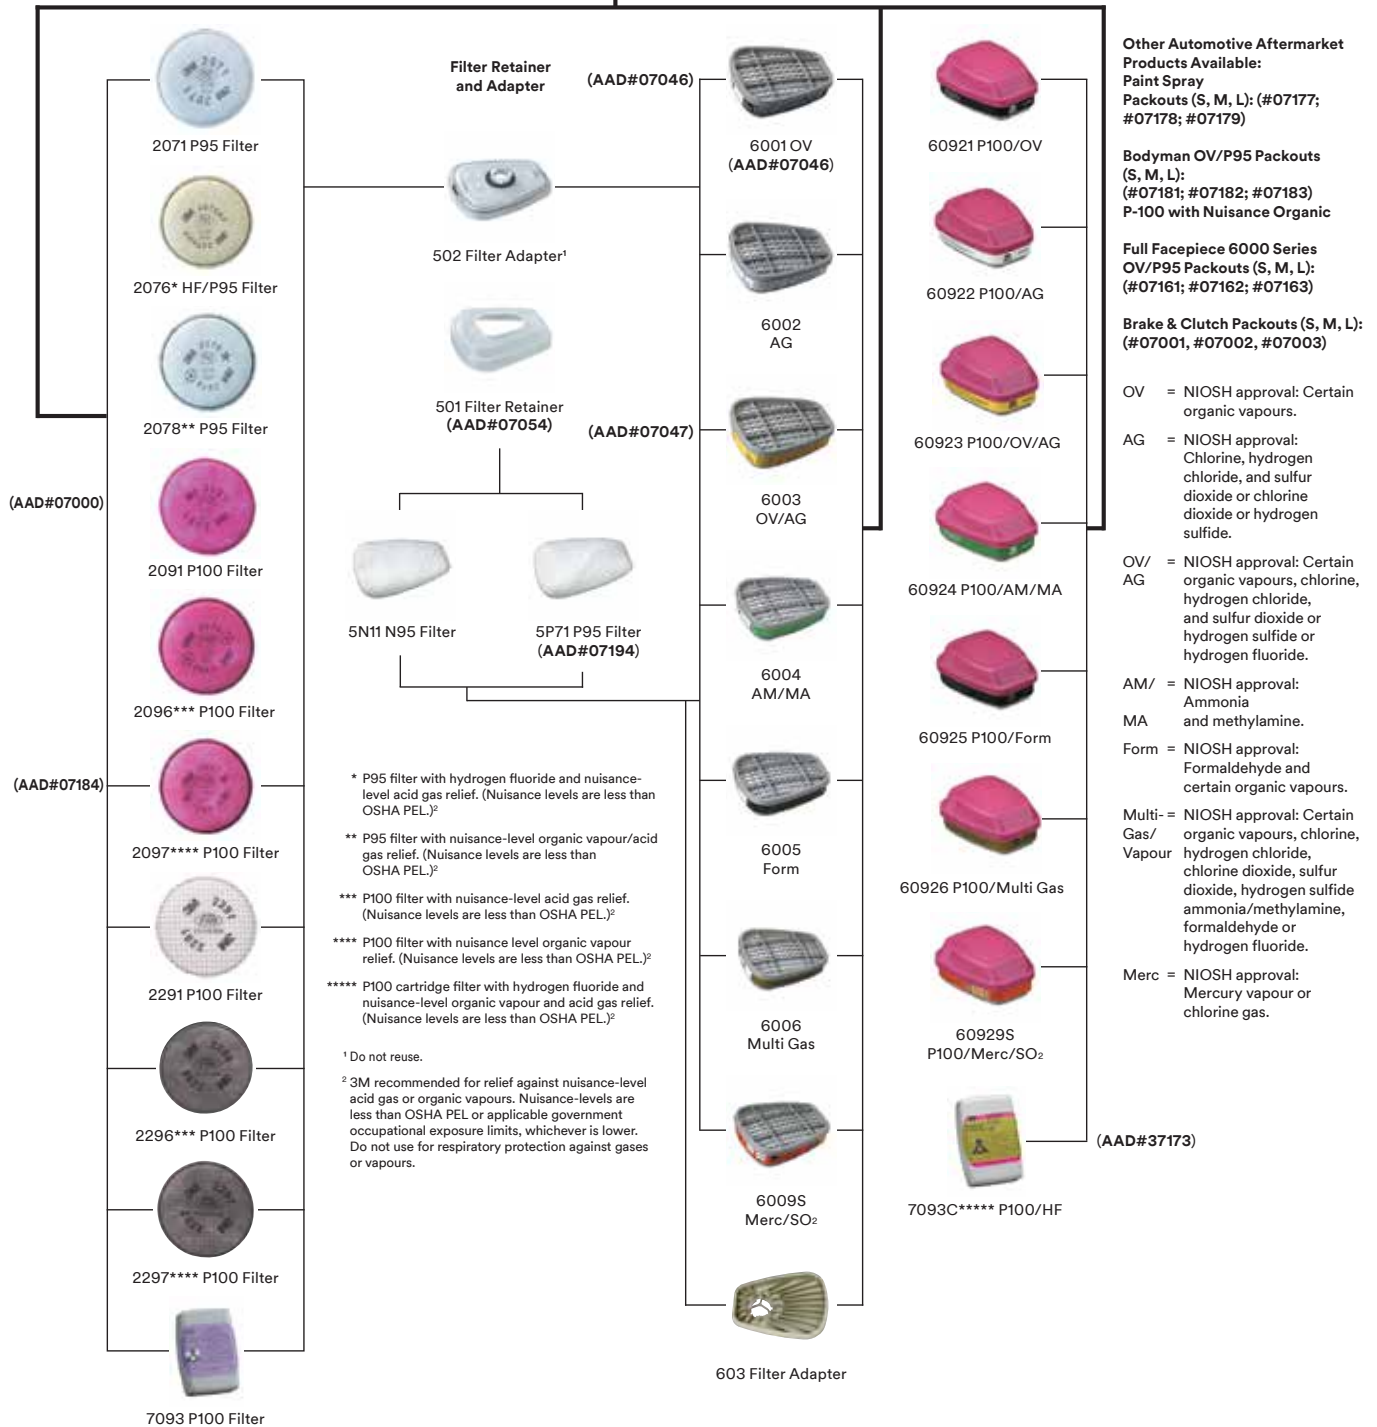 2071 P95 Filter
2076* HF/P95 Filter
2078** P95 Filter
(AAD#07000)
2091 P100 Filter
2096*** P100 Filter
(AAD#07184)
2097**** P100 Filter
2291 P100 Filter
2296*** P100 Filter
2297**** P100 Filter
7093 P100 Filter
Filter Retainer
and Adapter
502 Filter Adapter¹
501 Filter Retainer
(AAD#07054)
5N11 N95 Filter
5P71 P95 Filter
(AAD#07194)
* P95 filter with hydrogen fluoride and nuisance-
level acid gas relief. (Nuisance levels are less than
OSHA PEL.)²
** P95 filter with nuisance-level organic vapour/acid
gas relief. (Nuisance levels are less than
OSHA PEL.)²
*** P100 filter with nuisance-level acid gas relief.
(Nuisance levels are less than OSHA PEL.)²
**** P100 filter with nuisance level organic vapour
relief. (Nuisance levels are less than OSHA PEL.)²
***** P100 cartridge filter with hydrogen fluoride and
nuisance-level organic vapour and acid gas relief.
(Nuisance levels are less than OSHA PEL.)²
¹ Do not reuse.
² 3M recommended for relief against nuisance-level
acid gas or organic vapours. Nuisance-levels are
less than OSHA PEL or applicable government
occupational exposure limits, whichever is lower.
Do not use for respiratory protection against gases
or vapours.
(AAD#07046)
6001 OV
(AAD#07046)
6002
AG
(AAD#07047)
6003
OV/AG
6004
AM/MA
6005
Form
6006
Multi Gas
6009S
Merc/SO₂
603 Filter Adapter
60921 P100/OV
60922 P100/AG
60923 P100/OV/AG
60924 P100/AM/MA
60925 P100/Form
60926 P100/Multi Gas
60929S
P100/Merc/SO₂
(AAD#37173)
7093C***** P100/HF
Other Automotive Aftermarket
Products Available:
Paint Spray
Packouts (S, M, L): (#07177;
#07178; #07179)
Bodyman OV/P95 Packouts
(S, M, L):
(#07181; #07182; #07183)
P-100 with Nuisance Organic
Full Facepiece 6000 Series
OV/P95 Packouts (S, M, L):
(#07161; #07162; #07163)
Brake & Clutch Packouts (S, M, L):
(#07001, #07002, #07003)
OV = NIOSH approval: Certain
organic vapours.
AG = NIOSH approval:
Chlorine, hydrogen
chloride, and sulfur
dioxide or chlorine
dioxide or hydrogen
sulfide.
OV/ = NIOSH approval: Certain
AG organic vapours, chlorine,
hydrogen chloride,
and sulfur dioxide or
hydrogen sulfide or
hydrogen fluoride.
AM/ = NIOSH approval:
Ammonia
MA and methylamine.
Form = NIOSH approval:
Formaldehyde and
certain organic vapours.
Multi- = NIOSH approval: Certain
Gas/ organic vapours, chlorine,
Vapour hydrogen chloride,
chlorine dioxide, sulfur
dioxide, hydrogen sulfide
ammonia/methylamine,
formaldehyde or
hydrogen fluoride.
Merc = NIOSH approval:
Mercury vapour or
chlorine gas.